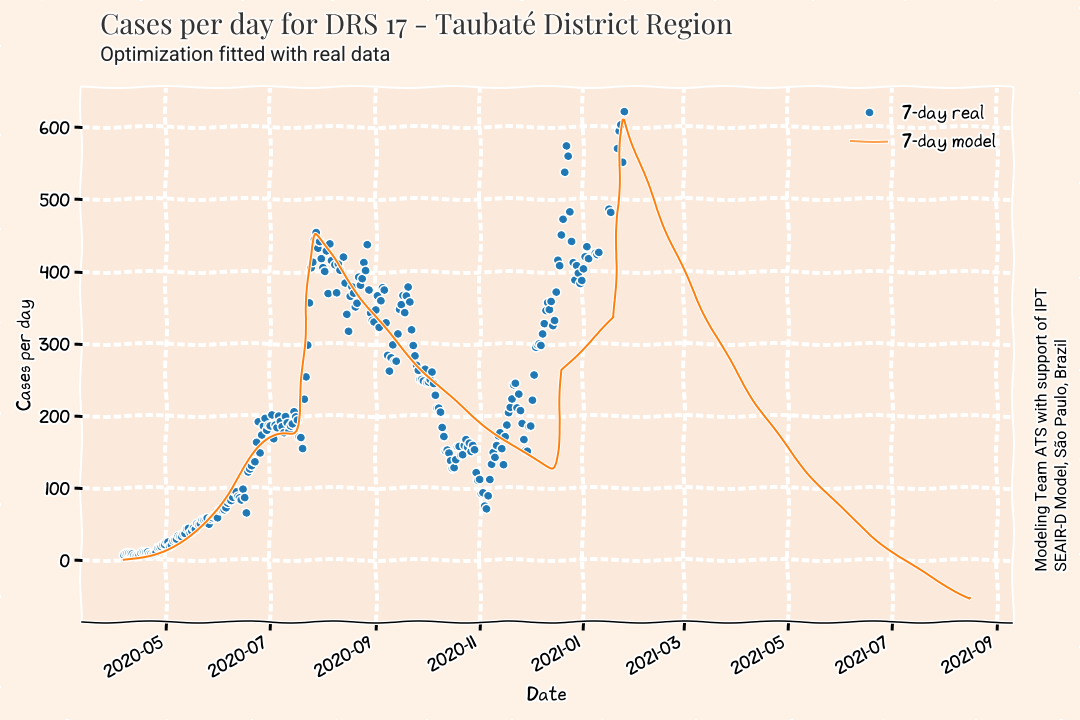 Cases per day for DRS 17 - Taubaté District Region
Optimization fitted with real data
7-day real
7-day model
600
500
400
300
200
100
0
Cases per day
2020-05
2020-07
2020-09
2020-11
2021-01
2021-03
2021-05
2021-07
2021-09
Date
Modeling Team ATS with support of IPT
SEAIR-D Model, São Paulo, Brazil